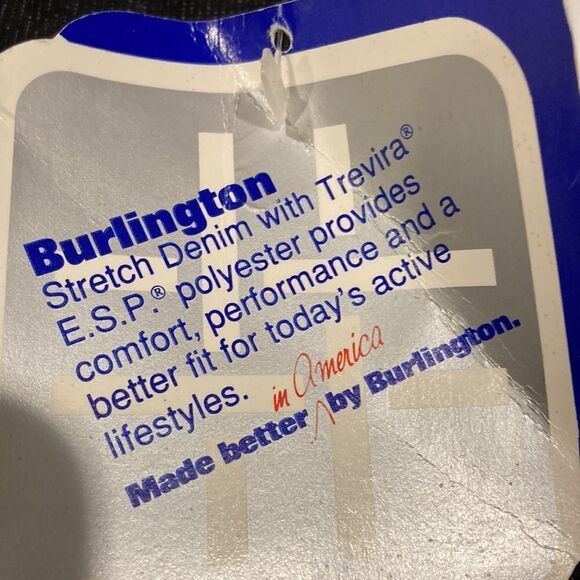 Burlington
Stretch Denim with Trevira®
E.S.P.® polyester provides
comfort, performance and a
better fit for today's active
lifestyles.
in America
Made better by Burlington.